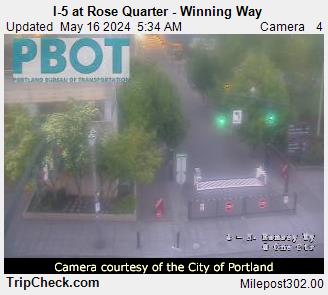 I-5 at Rose Quarter - Winning Way
Updated May 16 2024 5:34 AM Camera 4
PBOT
PORTLAND BUREAU OF TRANSPORTATION
Camera courtesy of the City of Portland
TripCheck.com Milepost302.00